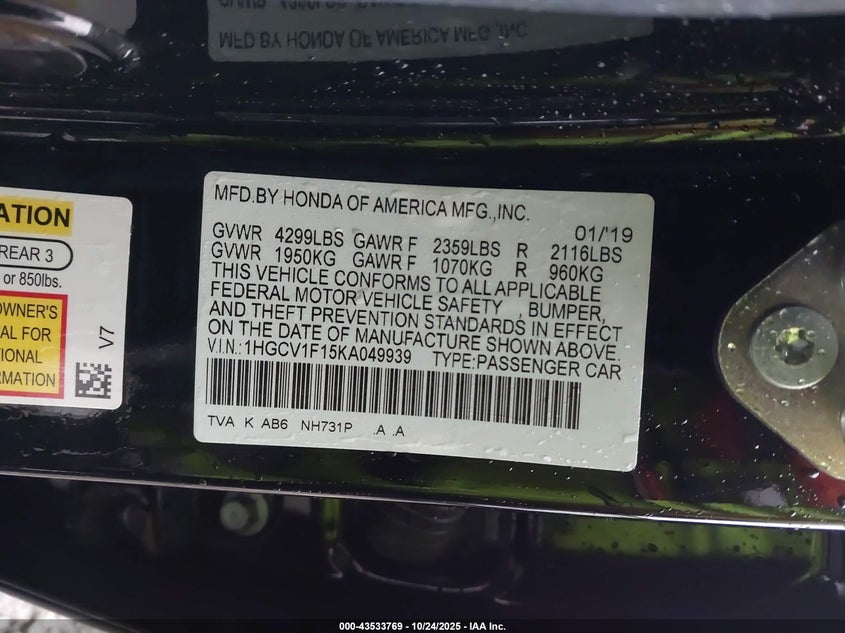 MFD BY HONDA OF AMERICA MFG.,INC
ATION
REAR 3
or 850lbs.
OWNER'S
AL FOR
TIONAL
RMATION
V7
MFD.BY HONDA OF AMERICA MFG.,INC.
01/'19
GVWR 4299LBS GAWR F 2359LBS R 2116LBS
GVWR 1950KG GAWR F 1070KG R 960KG
THIS VEHICLE CONFORMS TO ALL APPLICABLE
FEDERAL MOTOR VEHICLE SAFETY , BUMPER,
AND THEFT PREVENTION STANDARDS IN EFFECT
ON THE DATE OF MANUFACTURE SHOWN ABOVE.
V.I.N.:1HGCV1F15KA049939 TYPE:PASSENGER CAR
TVA K AB6 NH731P .A .A
000-43533769 | 10/24/2025 - IAA Inc.